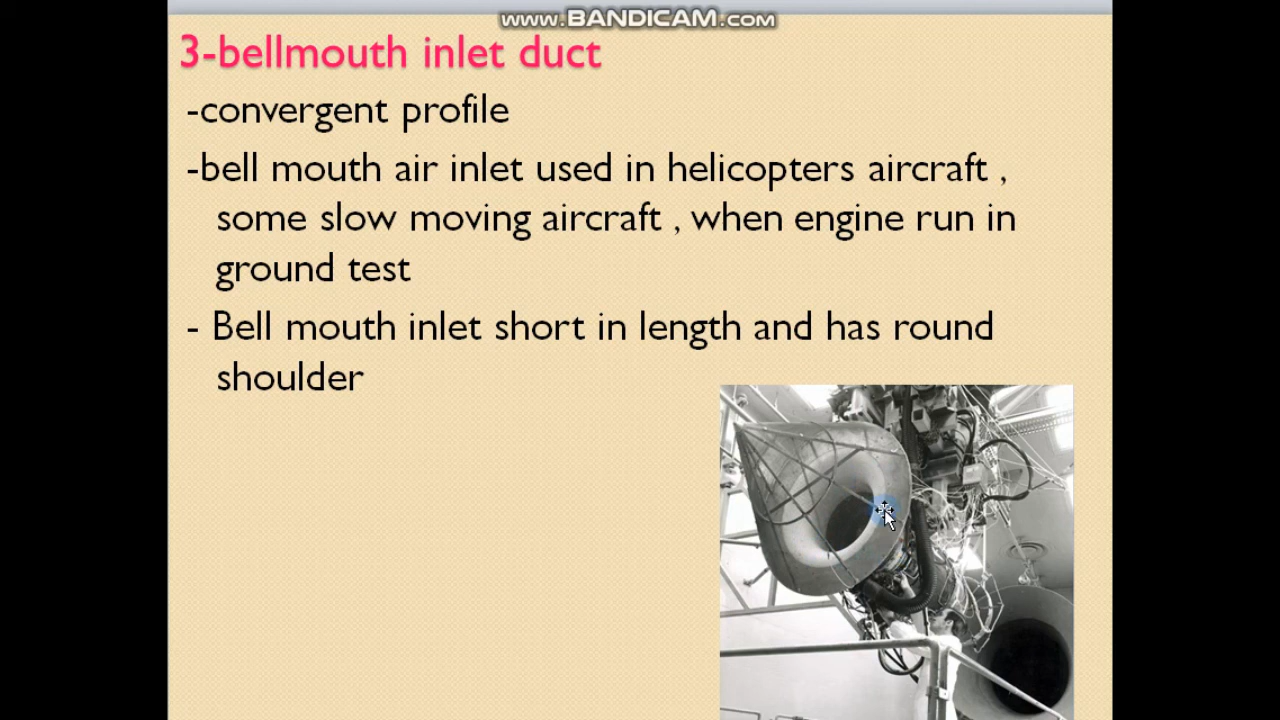 www.BANDICAM.com
3-bellmouth inlet duct
-convergent profile
-bell mouth air inlet used in helicopters aircraft ,
some slow moving aircraft , when engine run in
ground test
- Bell mouth inlet short in length and has round
shoulder